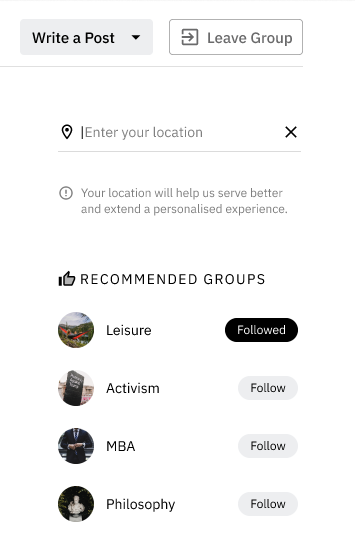 Write a Post
Leave Group
Enter your location
Your location will help us serve better
and extend a personalised experience.
RECOMMENDED GROUPS
Leisure
Followed
Activism
Follow
MBA
Follow
Philosophy
Follow